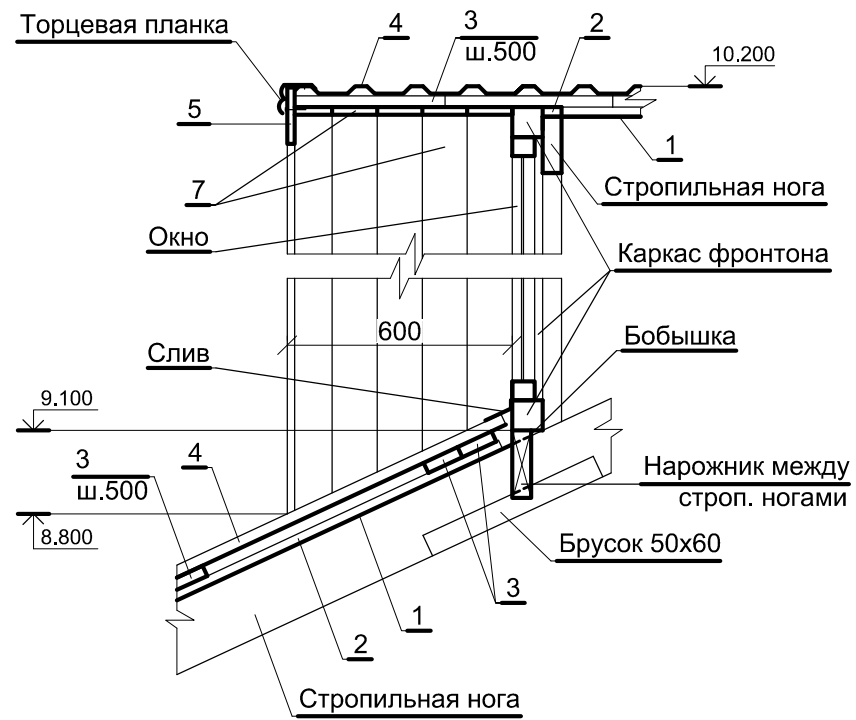 Торцевая планка
4
3
ш.500
2
10.200
5
1
7
Стропильная нога
Окно
Каркас фронтона
600
Бобышка
Слив
9.100
3
ш.500
4
Нарожник между
строп. ногами
8.800
Брусок 50х60
3
1
2
Стропильная нога